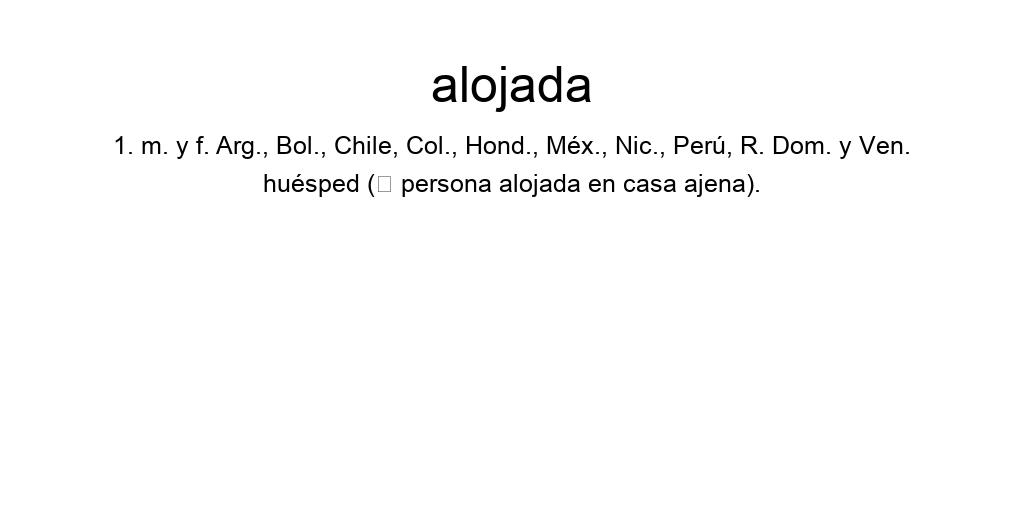 alojada
1. m. y f. Arg., Bol., Chile, Col., Hond., Méx., Nic., Perú, R. Dom. y Ven.
huésped (□ persona alojada en casa ajena).